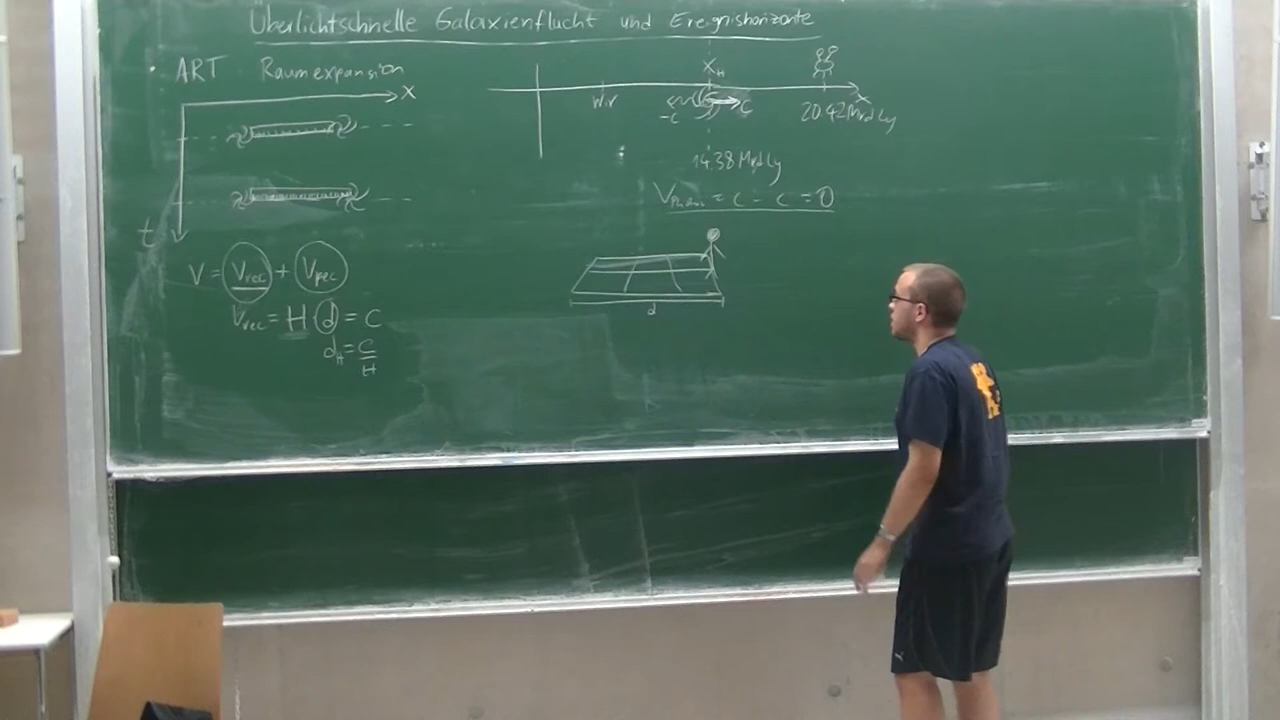 Überlichtschnelle Galaxienflucht und Ereignishorizonte
ART Raumexpansion
x
t
V = V_rec + V_pec
V_rec = H d = c
d_H = c/H
Wir
X_H
-c
c
x
20.42 Mrd Ly
14.38 Mrd Ly
V_Phot = c - c = 0
d